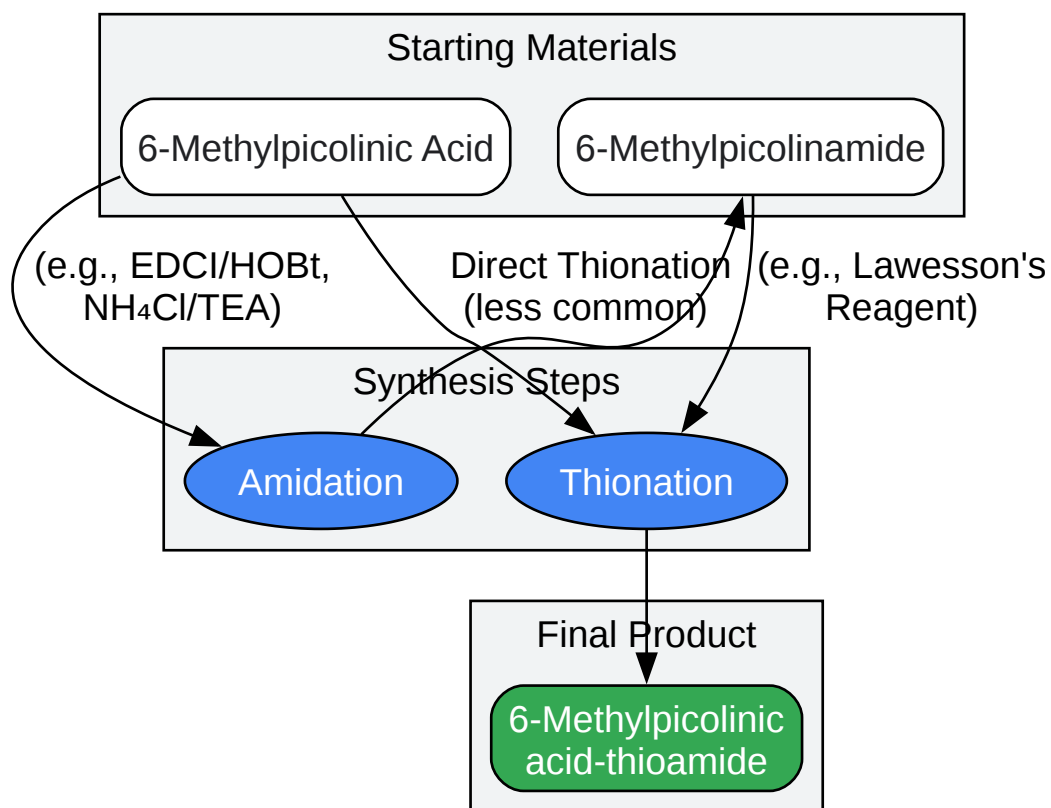 Starting Materials
6-Methylpicolinic Acid
6-Methylpicolinamide
(e.g., EDCI/HOBt,
NH₄Cl/TEA)
Direct Thionation
(less common)
(e.g., Lawesson's
Reagent)
Synthesis Steps
Amidation
Thionation
Final Product
6-Methylpicolinic
acid-thioamide